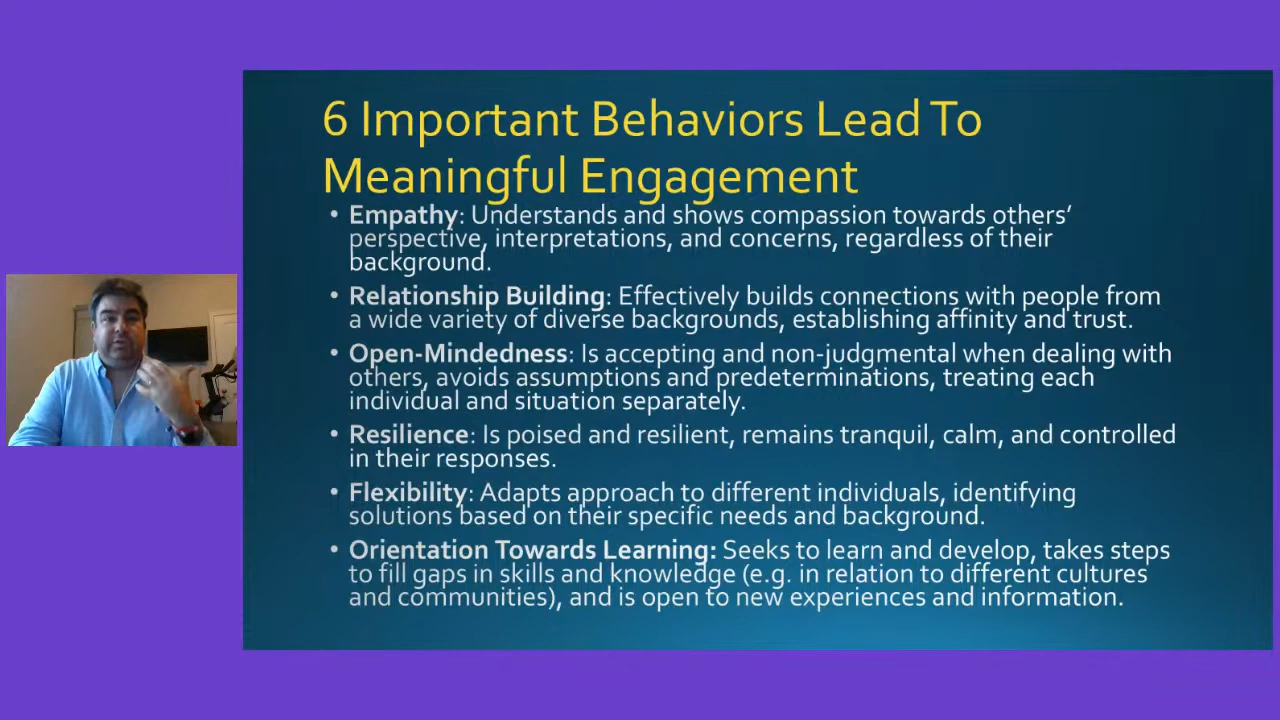 6 Important Behaviors Lead To
Meaningful Engagement
• Empathy: Understands and shows compassion towards others’
perspective, interpretations, and concerns, regardless of their
background.
• Relationship Building: Effectively builds connections with people from
a wide variety of diverse backgrounds, establishing affinity and trust.
• Open-Mindedness: Is accepting and non-judgmental when dealing with
others, avoids assumptions and predeterminations, treating each
individual and situation separately.
• Resilience: Is poised and resilient, remains tranquil, calm, and controlled
in their responses.
• Flexibility: Adapts approach to different individuals, identifying
solutions based on their specific needs and background.
• Orientation Towards Learning: Seeks to learn and develop, takes steps
to fill gaps in skills and knowledge (e.g. in relation to different cultures
and communities), and is open to new experiences and information.